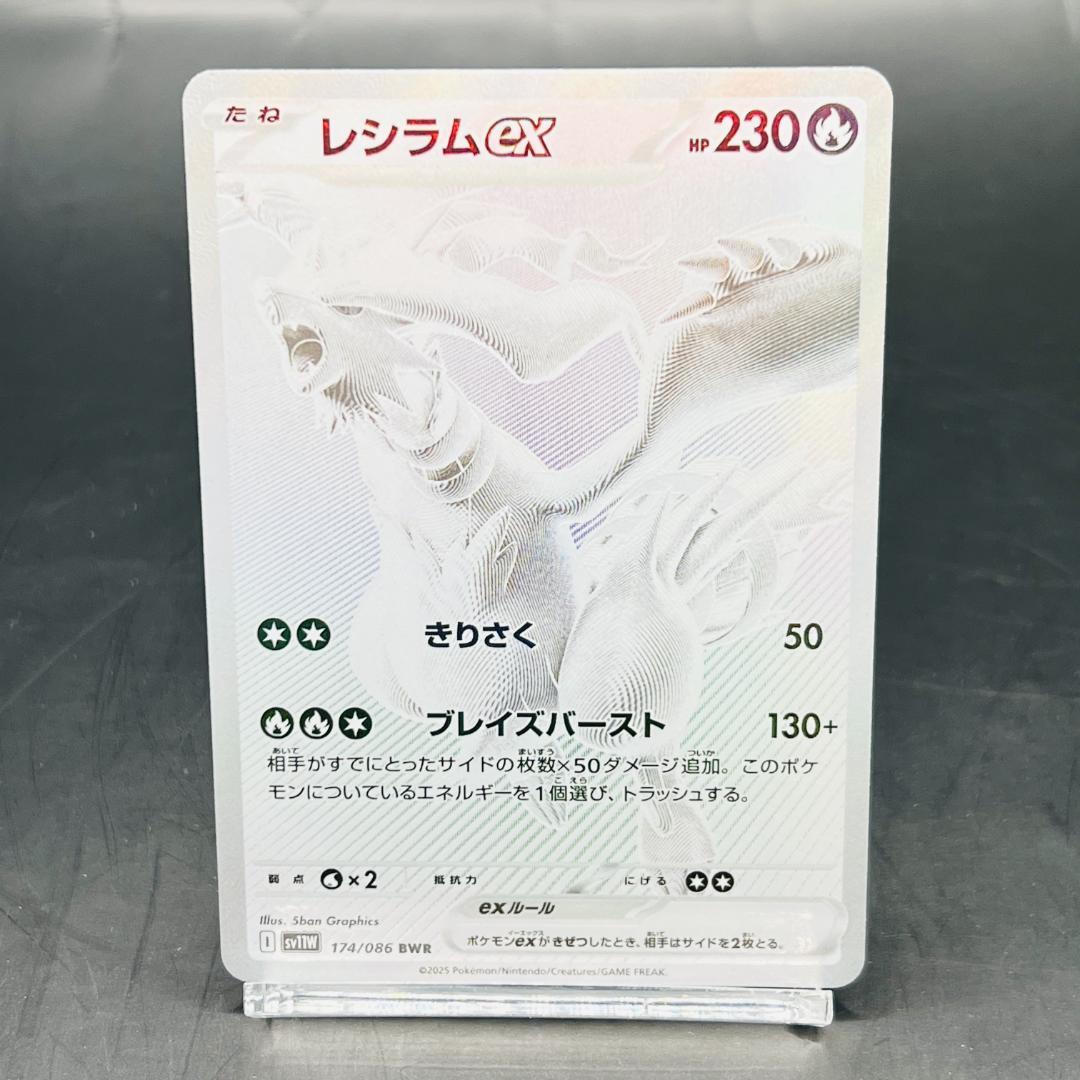 たね レシラムex HP 230
きりさく 50
ブレイズバースト 130+
相手がすでにとったサイドの枚数×50ダメージ追加。このポケ
モンについているエネルギーを1個選び、トラッシュする。
弱点 ×2 抵抗力 にげる
exルール
Illus. 5ban Graphics
ポケモンexがきぜつしたとき、相手はサイドを2枚とる。
I sv11W 174/086 BWR
©2025 Pokémon/Nintendo/Creatures/GAME FREAK.